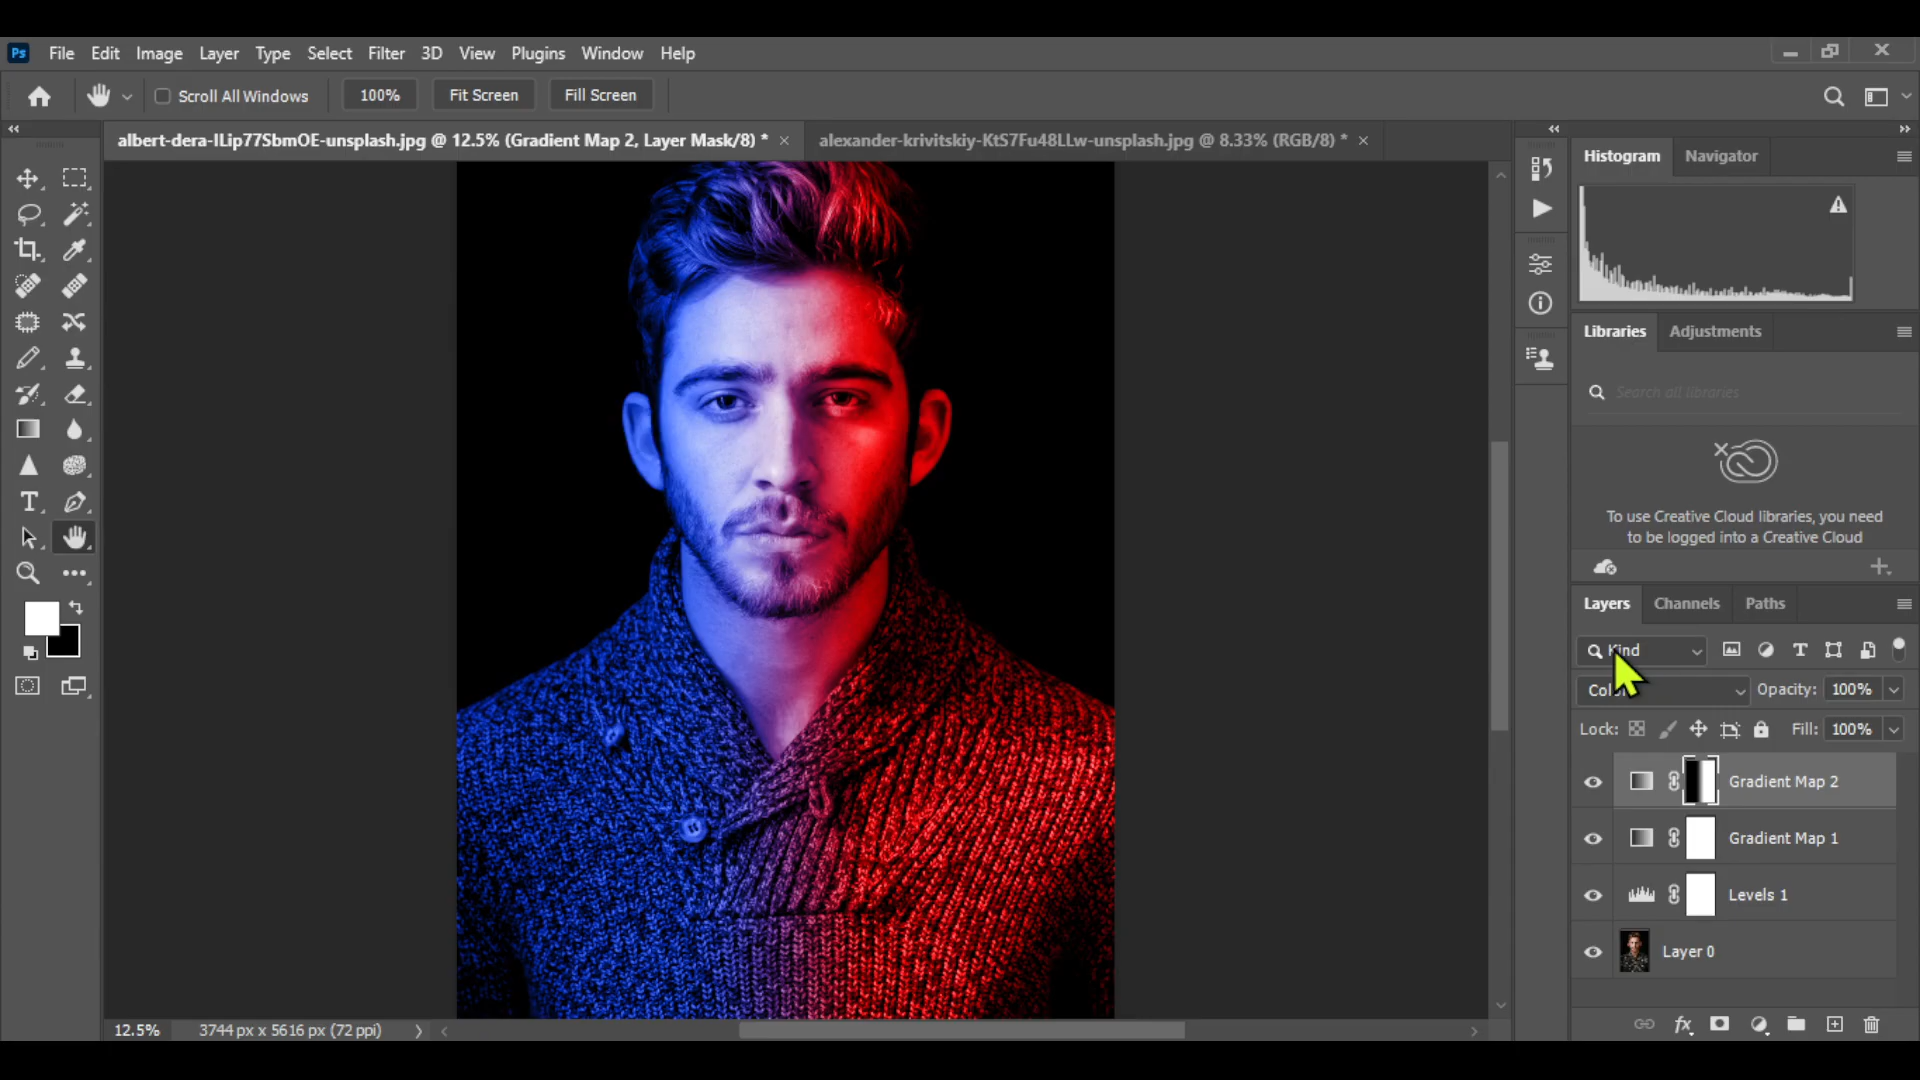 Ps File Edit Image Layer Type Select Filter 3D View Plugins Window Help
Scroll All Windows 100% Fit Screen Fill Screen
albert-dera-ILip77SbmOE-unsplash.jpg @ 12.5% (Gradient Map 2, Layer Mask/8) * alexander-krivitskiy-KtS7Fu48LLw-unsplash.jpg @ 8.33% (RGB/8) *
Histogram Navigator
Libraries Adjustments
Search all libraries
To use Creative Cloud libraries, you need
to be logged into a Creative Cloud
Layers Channels Paths
Kind
Opacity: 100%
Lock: Fill: 100%
Gradient Map 2
Gradient Map 1
Levels 1
Layer 0
12.5% 3744 px x 5616 px (72 ppi)